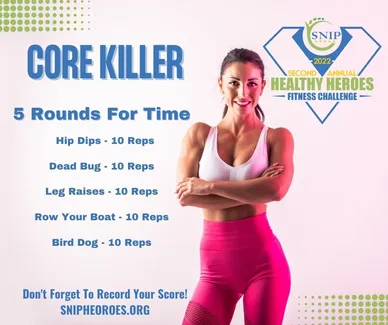 CORE KILLER
SNIP
2022
SECOND ANNUAL
HEALTHY HEROES
FITNESS CHALLENGE
5 Rounds For Time
Hip Dips - 10 Reps
Dead Bug - 10 Reps
Leg Raises - 10 Reps
Row Your Boat - 10 Reps
Bird Dog - 10 Reps
Don't Forget To Record Your Score!
SNIPHEOROES.ORG